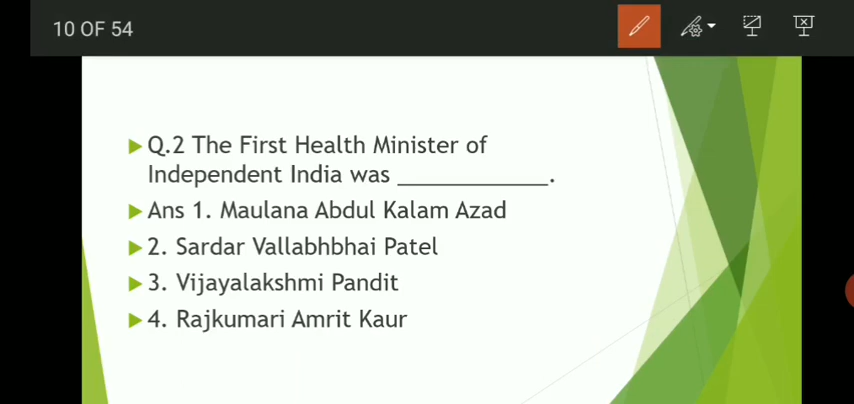 10 OF 54
Q.2 The First Health Minister of
Independent India was ____________.
Ans 1. Maulana Abdul Kalam Azad
2. Sardar Vallabhbhai Patel
3. Vijayalakshmi Pandit
4. Rajkumari Amrit Kaur